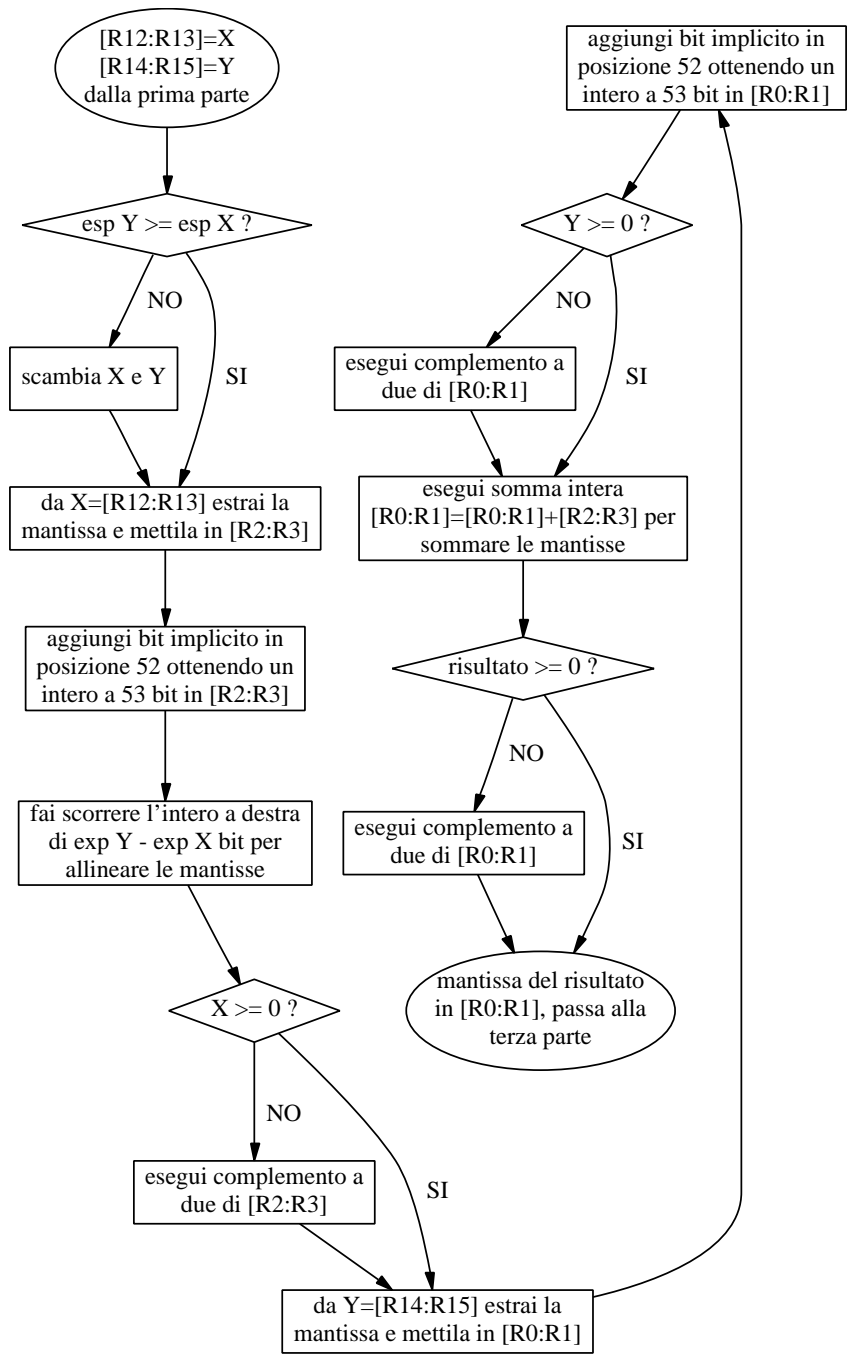 [R12:R13]=X
[R14:R15]=Y
dalla prima parte
esp Y >= esp X ?
NO
scambia X e Y
SI
da X=[R12:R13] estrai la
mantissa e mettila in [R2:R3]
aggiungi bit implicito in
posizione 52 ottenendo un
intero a 53 bit in [R2:R3]
fai scorrere l'intero a destra
di exp Y - exp X bit per
allineare le mantisse
X >= 0 ?
NO
esegui complemento a
due di [R2:R3]
SI
da Y=[R14:R15] estrai la
mantissa e mettila in [R0:R1]
aggiungi bit implicito in
posizione 52 ottenendo un
intero a 53 bit in [R0:R1]
Y >= 0 ?
NO
esegui complemento a
due di [R0:R1]
SI
esegui somma intera
[R0:R1]=[R0:R1]+[R2:R3] per
sommare le mantisse
risultato >= 0 ?
NO
esegui complemento a
due di [R0:R1]
SI
mantissa del risultato
in [R0:R1], passa alla
terza parte